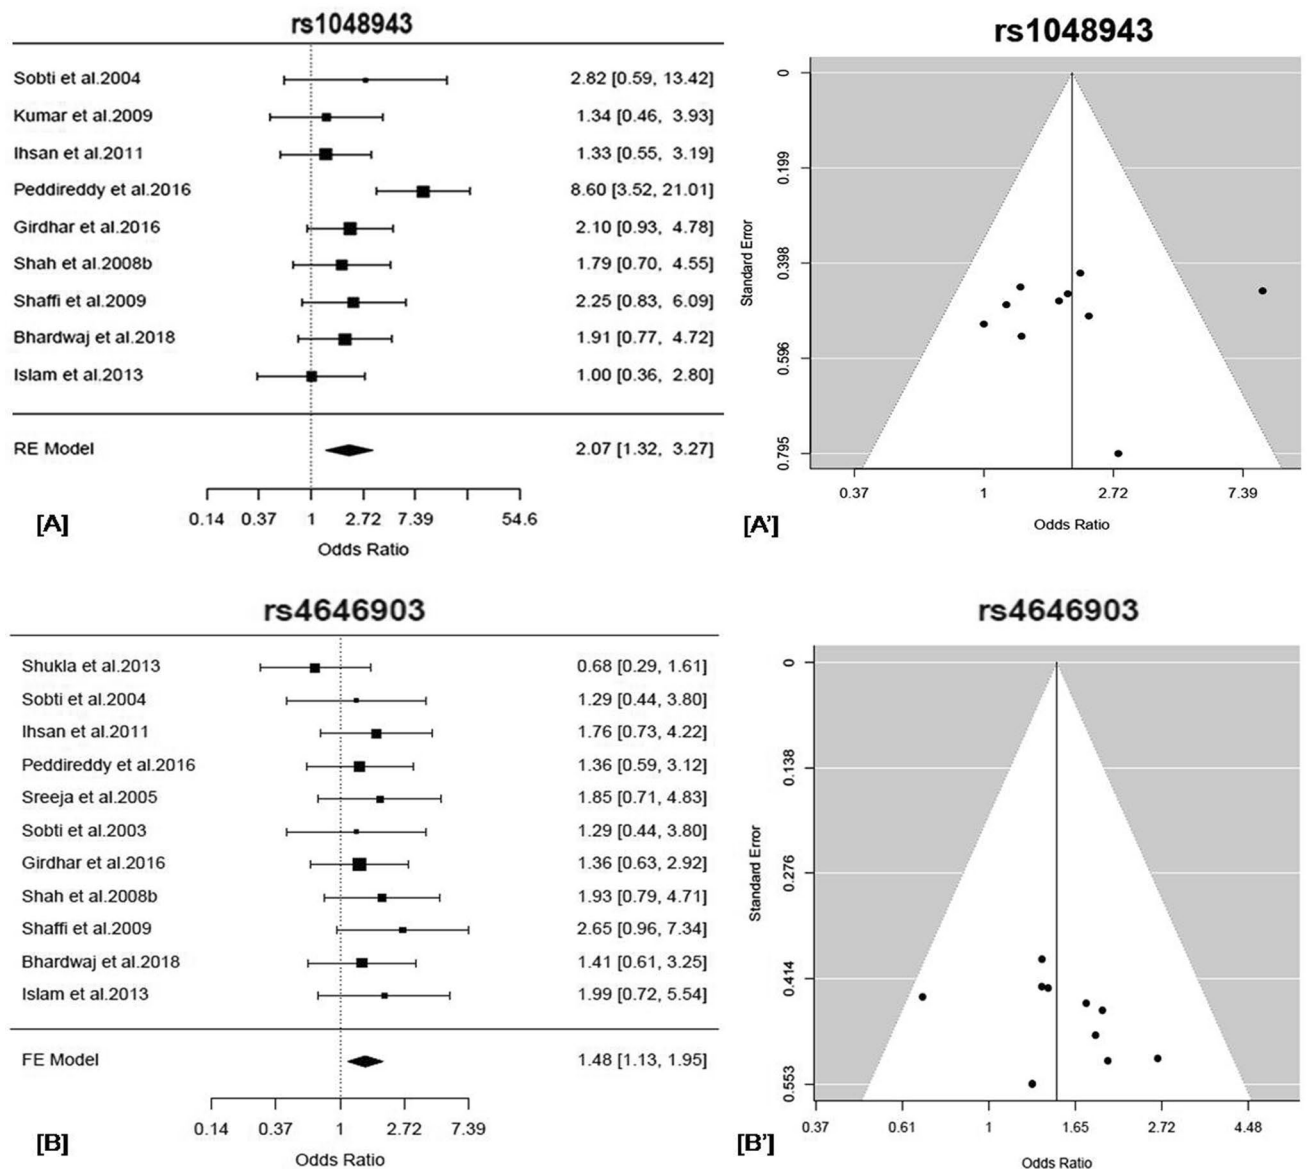 rs1048943
Sobti et al.2004 2.82 [0.59, 13.42]
Kumar et al.2009 1.34 [0.46, 3.93]
Ihsan et al.2011 1.33 [0.55, 3.19]
Peddireddy et al.2016 8.60 [3.52, 21.01]
Girdhar et al.2016 2.10 [0.93, 4.78]
Shah et al.2008b 1.79 [0.70, 4.55]
Shaffi et al.2009 2.25 [0.83, 6.09]
Bhardwaj et al.2018 1.91 [0.77, 4.72]
Islam et al.2013 1.00 [0.36, 2.80]
RE Model 2.07 [1.32, 3.27]
0.14 0.37 1 2.72 7.39 54.6
Odds Ratio
[A]
rs1048943
Standard Error
0
0.199
0.398
0.596
0.795
0.37 1 2.72 7.39
Odds Ratio
[A']
rs4646903
Shukla et al.2013 0.68 [0.29, 1.61]
Sobti et al.2004 1.29 [0.44, 3.80]
Ihsan et al.2011 1.76 [0.73, 4.22]
Peddireddy et al.2016 1.36 [0.59, 3.12]
Sreeja et al.2005 1.85 [0.71, 4.83]
Sobti et al.2003 1.29 [0.44, 3.80]
Girdhar et al.2016 1.36 [0.63, 2.92]
Shah et al.2008b 1.93 [0.79, 4.71]
Shaffi et al.2009 2.65 [0.96, 7.34]
Bhardwaj et al.2018 1.41 [0.61, 3.25]
Islam et al.2013 1.99 [0.72, 5.54]
FE Model 1.48 [1.13, 1.95]
0.14 0.37 1 2.72 7.39
Odds Ratio
[B]
rs4646903
Standard Error
0
0.138
0.276
0.414
0.553
0.37 0.61 1 1.65 2.72 4.48
Odds Ratio
[B']